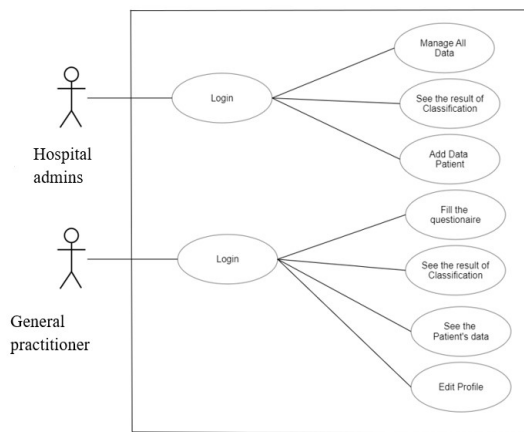 Manage All
Data
Login
See the result of
Classification
Hospital
admins
Add Data
Patient
Fill the
questionaire
Login
See the result of
Classification
General
practitioner
See the
Patient's data
Edit Profile